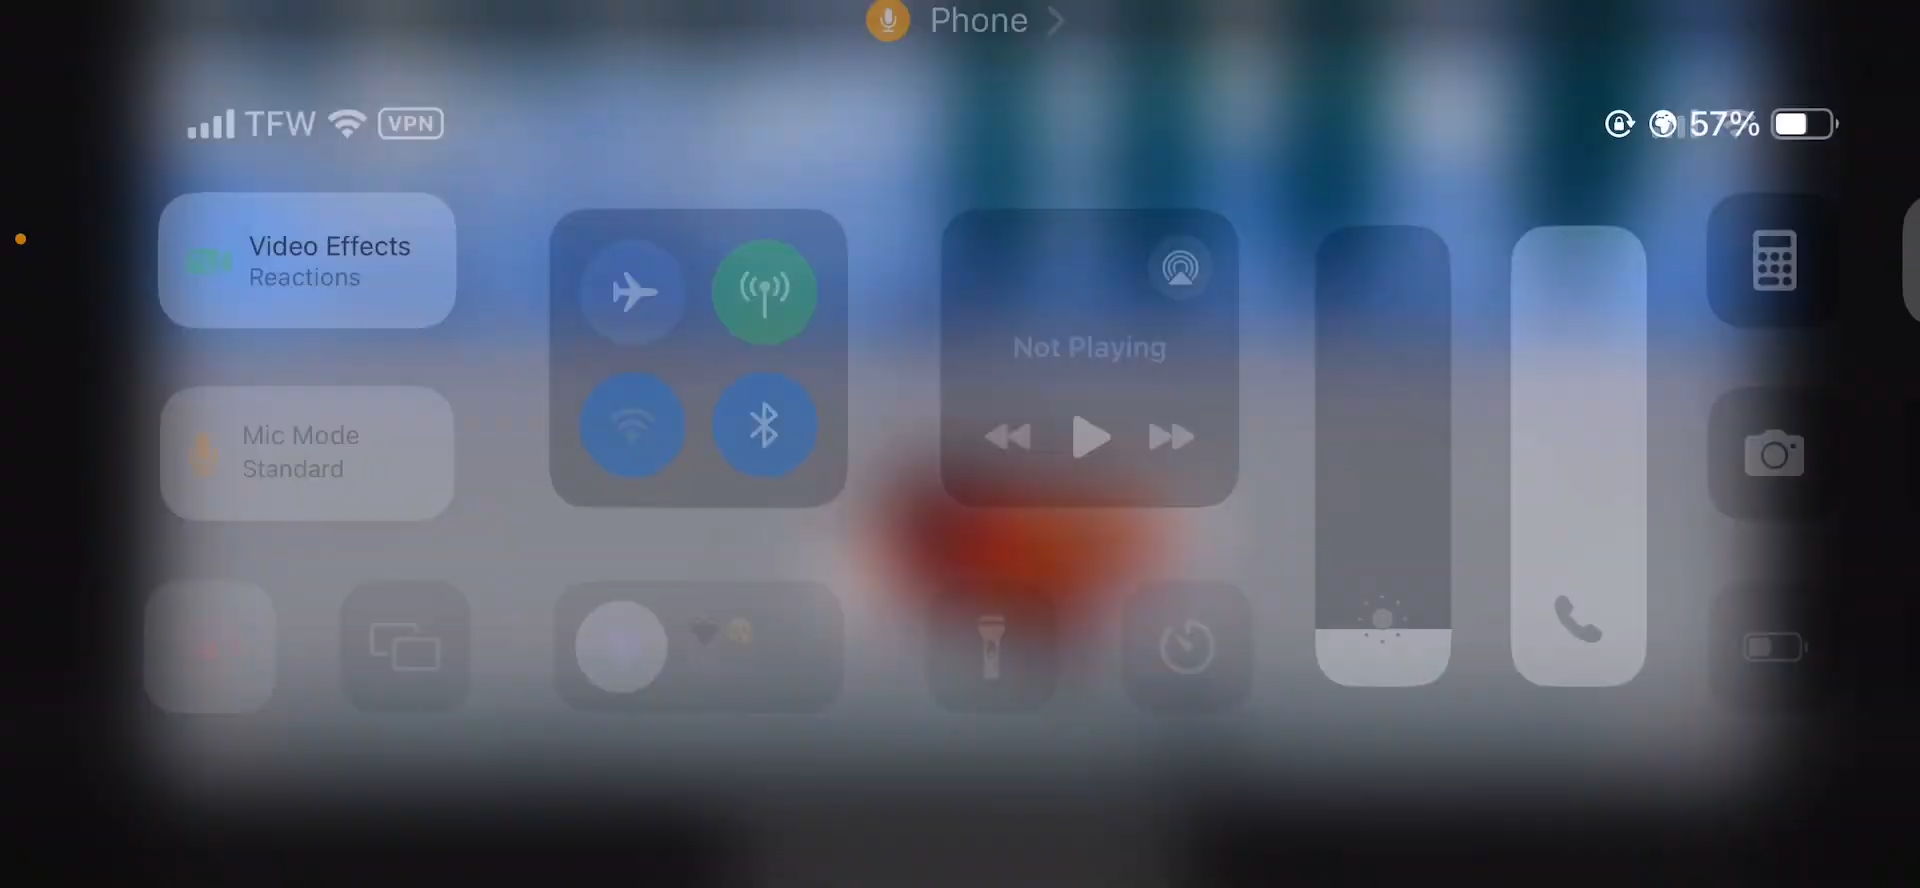 Phone
TFW VPN
57%
Video Effects
Reactions
Not Playing
Mic Mode
Standard